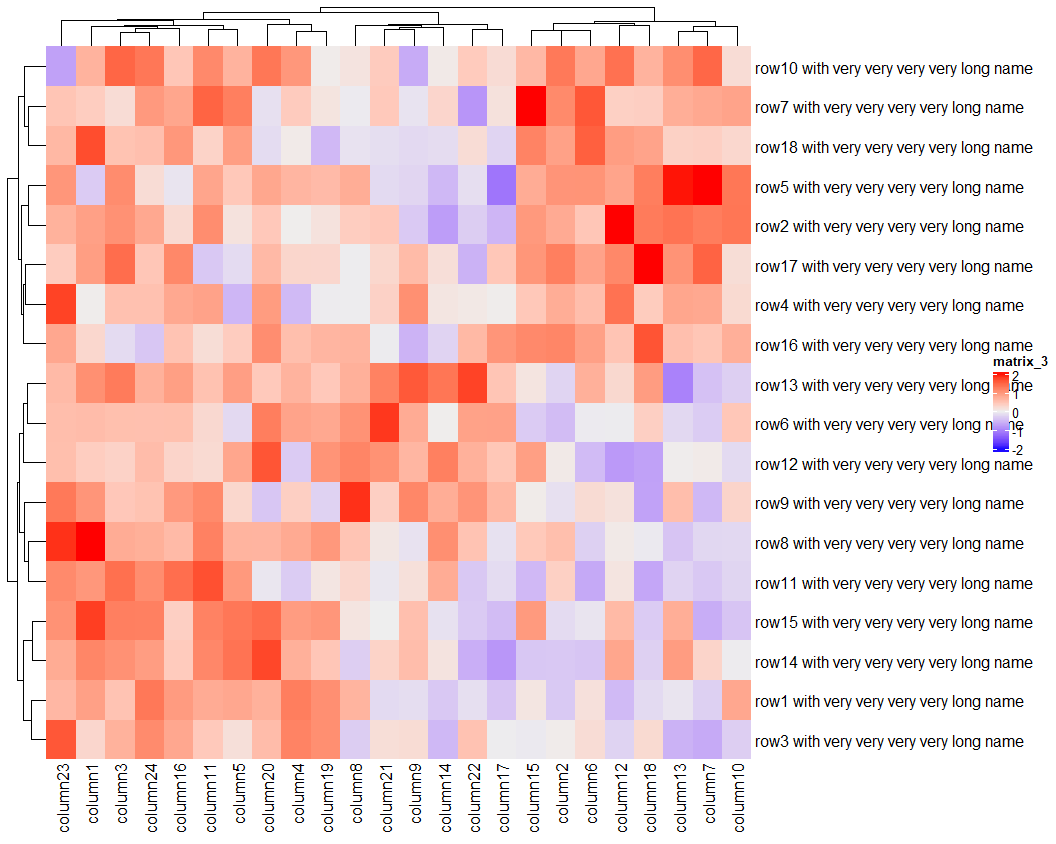 row10 with very very very very long name
row7 with very very very very long name
row18 with very very very very long name
row5 with very very very very long name
row2 with very very very very long name
row17 with very very very very long name
row4 with very very very very long name
row16 with very very very very long name
matrix_3
row13 with very very very very long name
2
1
0
-1
-2
row6 with very very very very long name
row12 with very very very very long name
row9 with very very very very long name
row8 with very very very very long name
row11 with very very very very long name
row15 with very very very very long name
row14 with very very very very long name
row1 with very very very very long name
row3 with very very very very long name
column23
column1
column3
column24
column16
column11
column5
column20
column4
column19
column8
column21
column9
column14
column22
column17
column15
column2
column6
column12
column18
column13
column7
column10